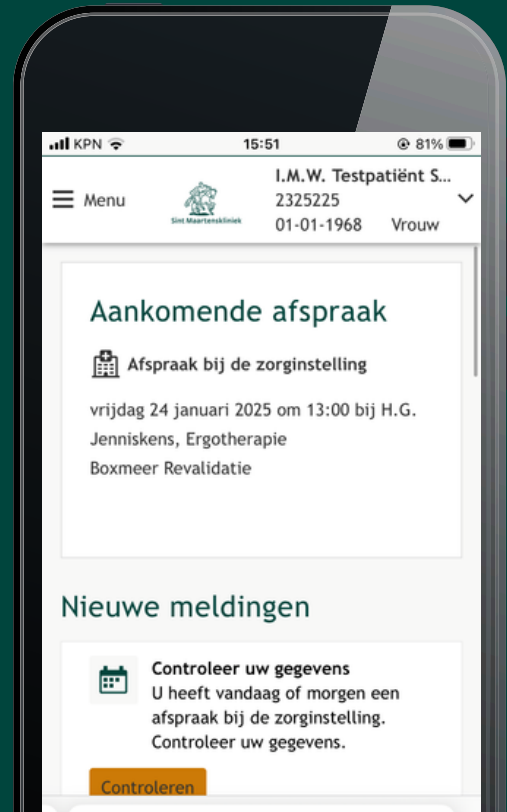 KPN 15:51 81%
Menu
Sint Maartenskliniek
I.M.W. Testpatiënt S...
2325225
01-01-1968 Vrouw
Aankomende afspraak
Afspraak bij de zorginstelling
vrijdag 24 januari 2025 om 13:00 bij H.G.
Jenniskens, Ergotherapie
Boxmeer Revalidatie
Nieuwe meldingen
Controleer uw gegevens
U heeft vandaag of morgen een
afspraak bij de zorginstelling.
Controleer uw gegevens.
Controleren